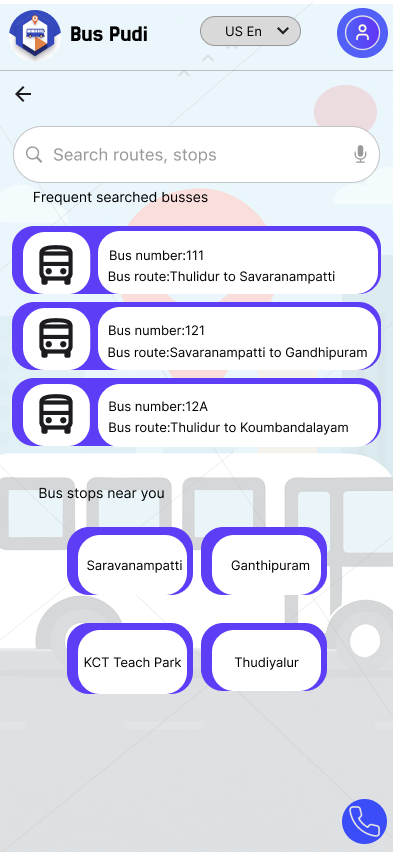 Bus Pudi
US En
Search routes, stops
Frequent searched busses
Bus number:111
Bus route:Thulidur to Savaranampatti
Bus number:121
Bus route:Savaranampatti to Gandhipuram
Bus number:12A
Bus route:Thulidur to Koumbandalayam
Bus stops near you
Saravanampatti
Ganthipuram
KCT Teach Park
Thudiyalur